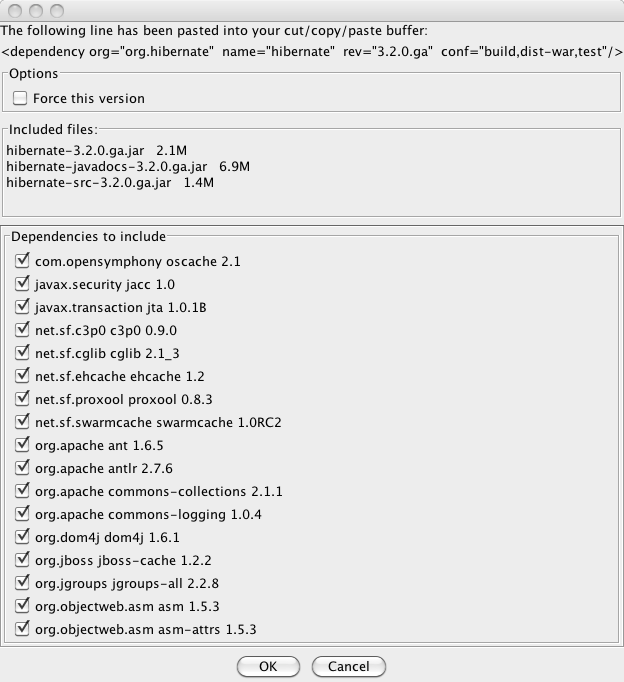 The following line has been pasted into your cut/copy/paste buffer:
<dependency org="org.hibernate" name="hibernate" rev="3.2.0.ga" conf="build,dist-war,test"/>
Options
Force this version
Included files:
hibernate-3.2.0.ga.jar 2.1M
hibernate-javadocs-3.2.0.ga.jar 6.9M
hibernate-src-3.2.0.ga.jar 1.4M
Dependencies to include
com.opensymphony oscache 2.1
javax.security jacc 1.0
javax.transaction jta 1.0.1B
net.sf.c3p0 c3p0 0.9.0
net.sf.cglib cglib 2.1_3
net.sf.ehcache ehcache 1.2
net.sf.proxool proxool 0.8.3
net.sf.swarmcache swarmcache 1.0RC2
org.apache ant 1.6.5
org.apache antlr 2.7.6
org.apache commons-collections 2.1.1
org.apache commons-logging 1.0.4
org.dom4j dom4j 1.6.1
org.jboss jboss-cache 1.2.2
org.jgroups jgroups-all 2.2.8
org.objectweb.asm asm 1.5.3
org.objectweb.asm asm-attrs 1.5.3
OK Cancel